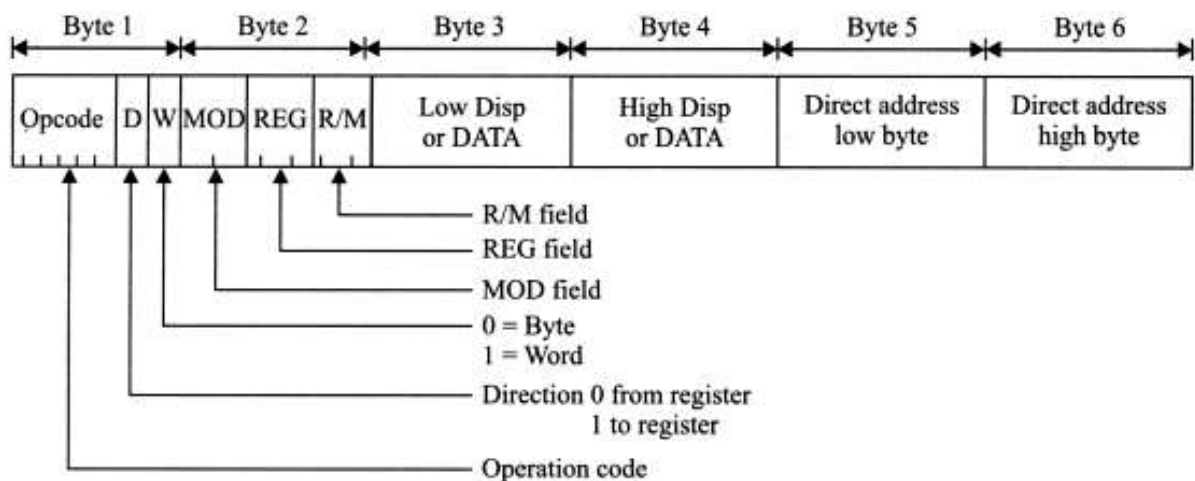 Byte 1 Byte 2 Byte 3 Byte 4 Byte 5 Byte 6
Opcode D W MOD REG R/M Low Disp or DATA High Disp or DATA Direct address low byte Direct address high byte
R/M field
REG field
MOD field
0 = Byte
1 = Word
Direction 0 from register
1 to register
Operation code